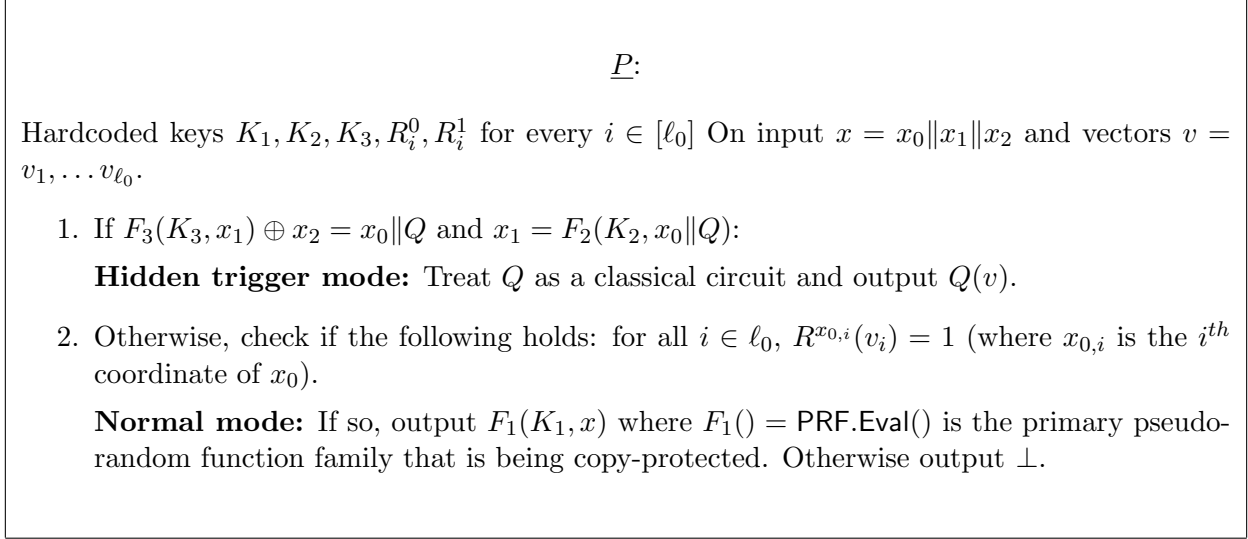 P:
Hardcoded keys K₁, K₂, K₃, Rᵢ⁰, Rᵢ¹ for every i ∈ [ℓ₀] On input x = x₀∥x₁∥x₂ and vectors v =
v₁, . . . v_ℓ₀.
1. If F₃(K₃, x₁) ⊕ x₂ = x₀∥Q and x₁ = F₂(K₂, x₀∥Q):
Hidden trigger mode: Treat Q as a classical circuit and output Q(v).
2. Otherwise, check if the following holds: for all i ∈ ℓ₀, R^{x₀,ᵢ}(vᵢ) = 1 (where x₀,ᵢ is the iᵗʰ
coordinate of x₀).
Normal mode: If so, output F₁(K₁, x) where F₁() = PRF.Eval() is the primary pseudo-
random function family that is being copy-protected. Otherwise output ⊥.